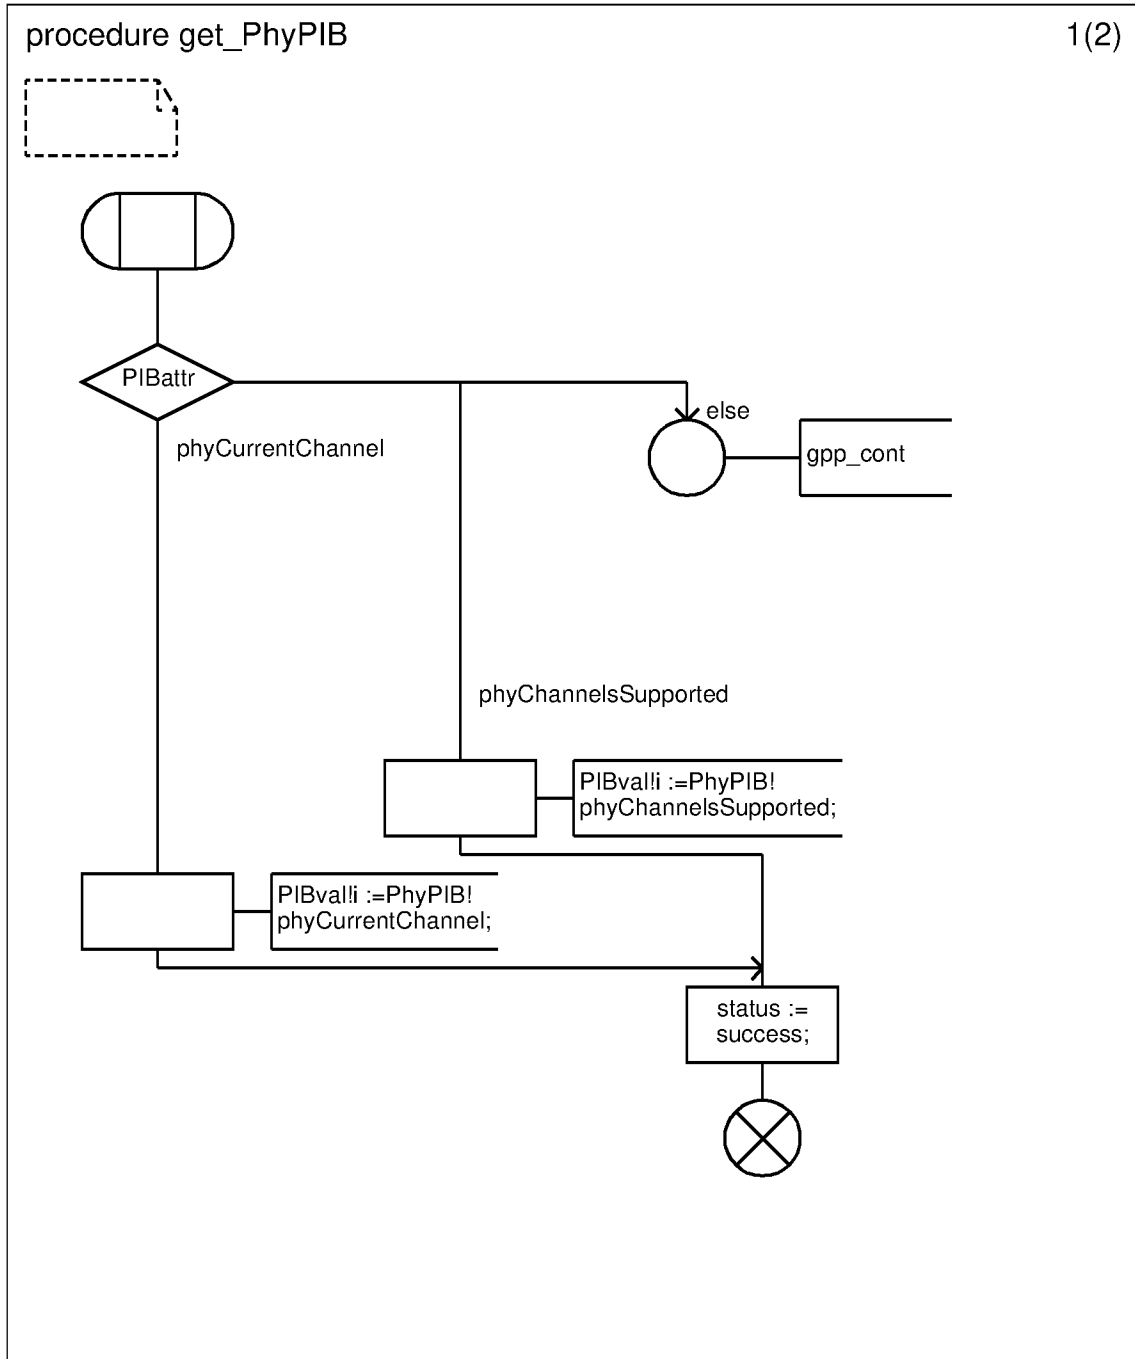 procedure get_PhyPIB
1(2)
PIBattr
else
phyCurrentChannel
gpp_cont
phyChannelsSupported
PIBval!i :=PhyPIB!
phyChannelsSupported;
PIBval!i :=PhyPIB!
phyCurrentChannel;
status :=
success;